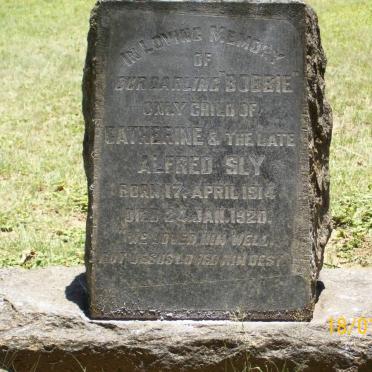 IN LOVING MEMORY
OF
OUR DARLING "BOBBIE"
ONLY CHILD OF
CATHERINE & THE LATE
ALFRED SLY
BORN 17. APRIL 1914
DIED 24. JAN. 1920.
WE LOVED HIM WELL,
BUT JESUS LOVED HIM BEST
18/0